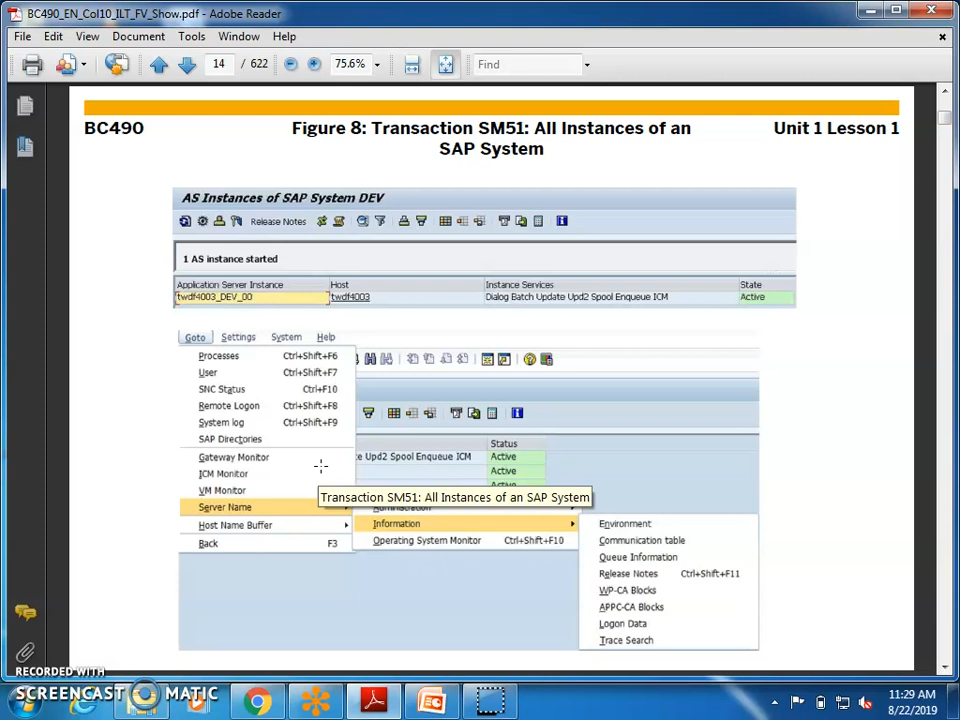 BC490_EN_Col10_ILT_FV_Show.pdf - Adobe Reader
File Edit View Document Tools Window Help
14 / 622 75.6% Find
BC490 Figure 8: Transaction SM51: All Instances of an SAP System Unit 1 Lesson 1
AS Instances of SAP System DEV
Release Notes
1 AS instance started
Application Server Instance Host Instance Services State
twdf4003_DEV_00 twdf4003 Dialog Batch Update Upd2 Spool Enqueue ICM Active
Goto Settings System Help
Processes Ctrl+Shift+F6
User Ctrl+Shift+F7
SNC Status Ctrl+F10
Remote Logon Ctrl+Shift+F8
System log Ctrl+Shift+F9
SAP Directories Status
Gateway Monitor Upd2 Spool Enqueue ICM Active
ICM Monitor Active
VM Monitor
Transaction SM51: All Instances of an SAP System
Server Name
Host Name Buffer Information Environment
Back F3 Operating System Monitor Ctrl+Shift+F10 Communication table
Queue Information
Release Notes Ctrl+Shift+F11
WP-CA Blocks
APPC-CA Blocks
Logon Data
Trace Search
RECORDED WITH
SCREENCAST MATIC
11:29 AM
8/22/2019